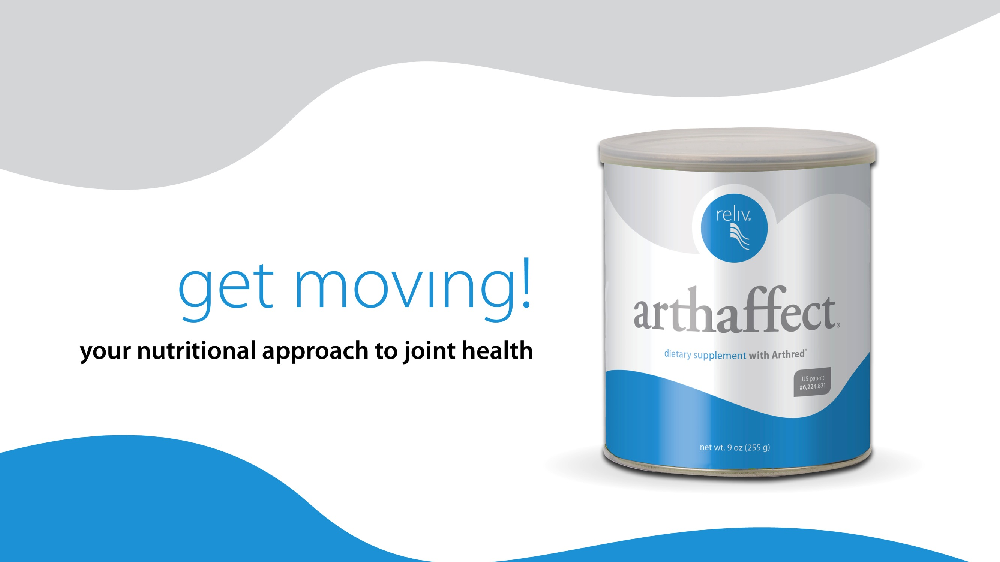 get moving!
your nutritional approach to joint health
reliv®
arthaffect®
dietary supplement with Arthred®
US patent
#6,224,871
net wt. 9 oz (255 g)